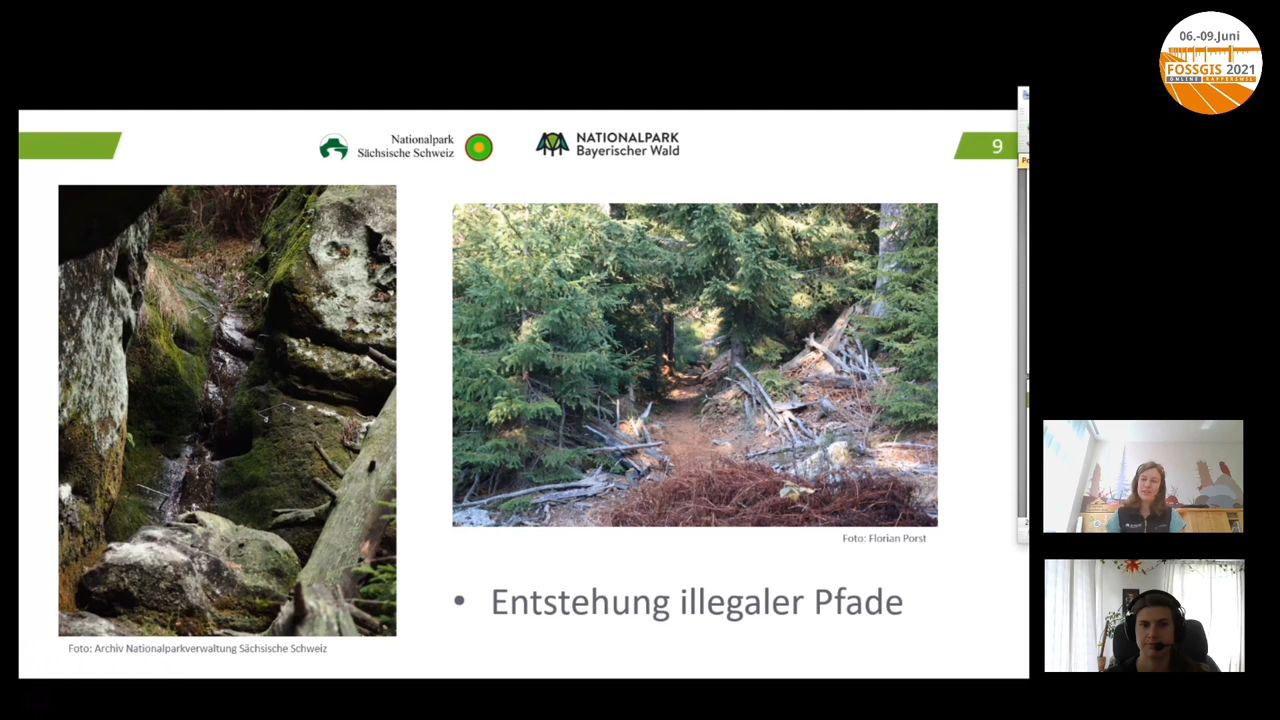 06.-09.Juni
FOSSGIS 2021
ONLINE RAPPERSWIL
Nationalpark
Sächsische Schweiz
NATIONALPARK
Bayerischer Wald
9
Foto: Florian Porst
• Entstehung illegaler Pfade
Foto: Archiv Nationalparkverwaltung Sächsische Schweiz